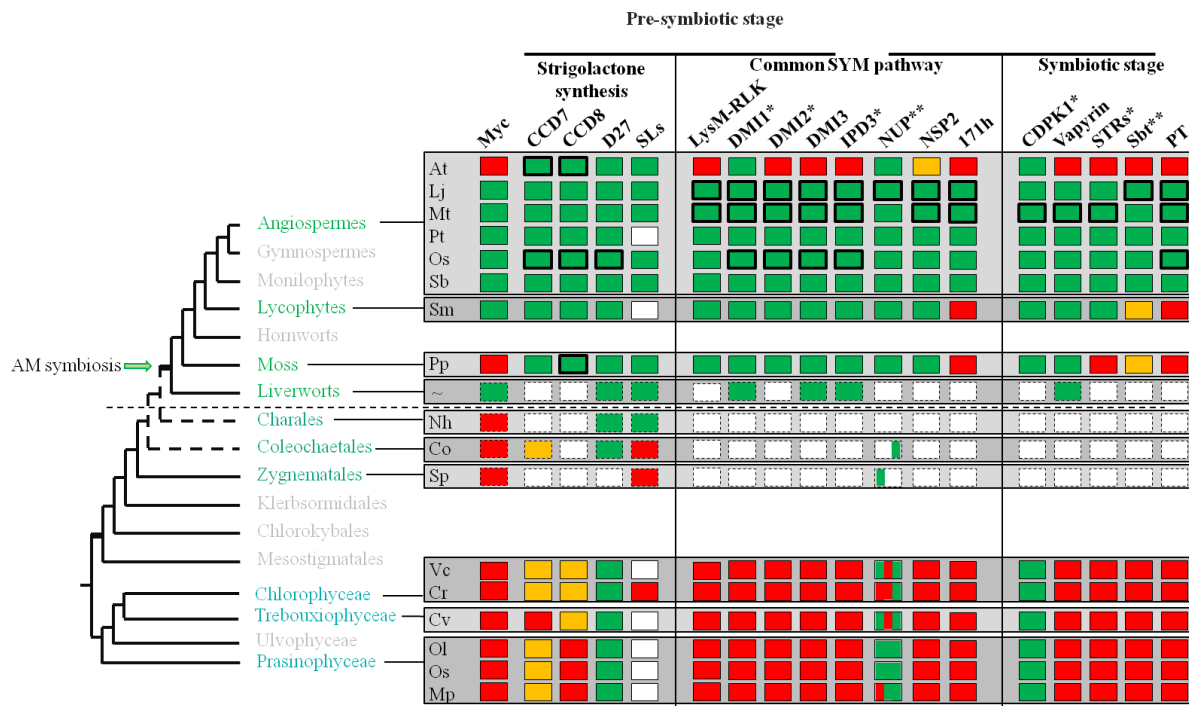 Pre-symbiotic stage
Strigolactone synthesis
Common SYM pathway
Symbiotic stage
Myc CCD7 CCD8 D27 SLs LysM-RLK DMI1* DMI2* DMI3 IPD3* NUP** NSP2 171h CDPK1* Vapyrin STRs* Sbt** PT
At
Lj
Angiospermes Mt
Pt
Gymnospermes
Os
Monilophytes Sb
Lycophytes Sm
Hornworts
AM symbiosis Moss Pp
Liverworts ~
Charales Nh
Coleochaetales Co
Zygnematales Sp
Klerbsormidiales
Chlorokybales
Mesostigmatales
Vc
Chlorophyceae Cr
Trebouxiophyceae Cv
Ulvophyceae
Ol
Prasinophyceae Os
Mp